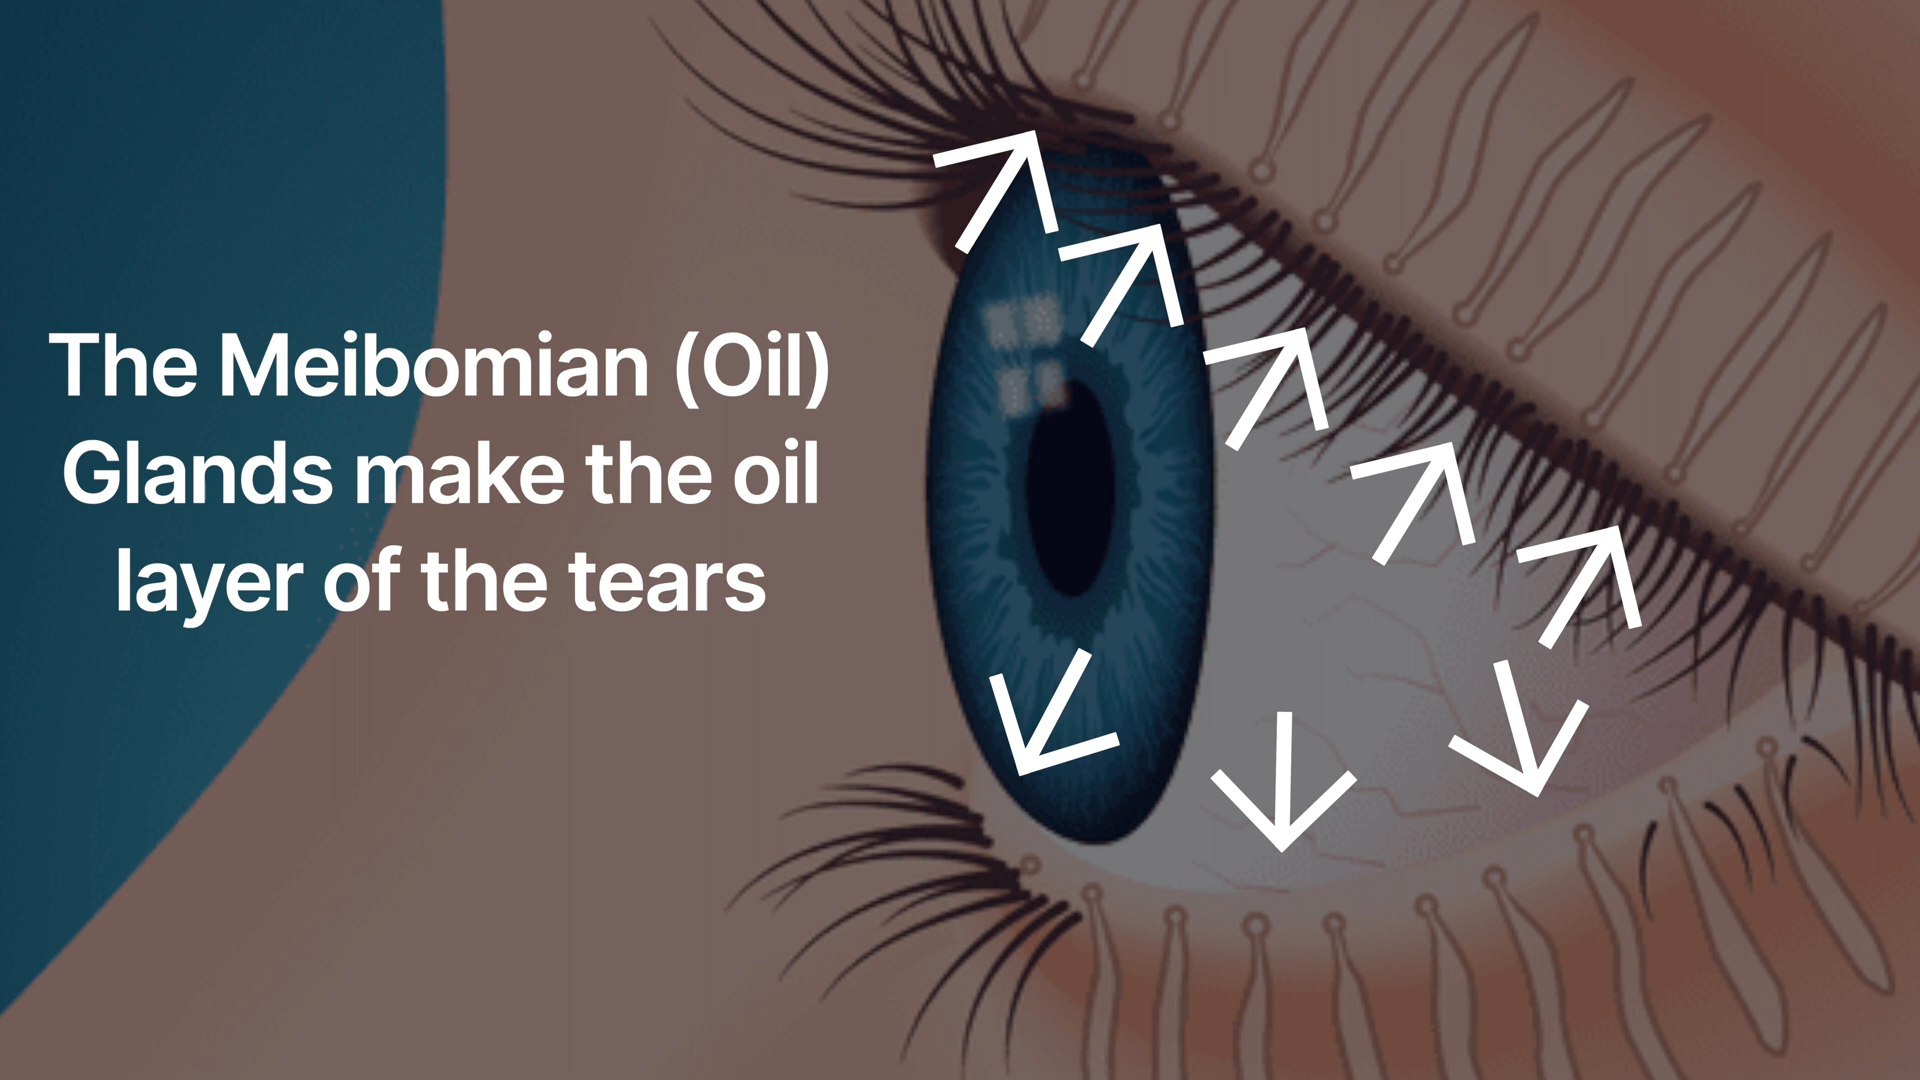 The Meibomian (Oil)
Glands make the oil
layer of the tears